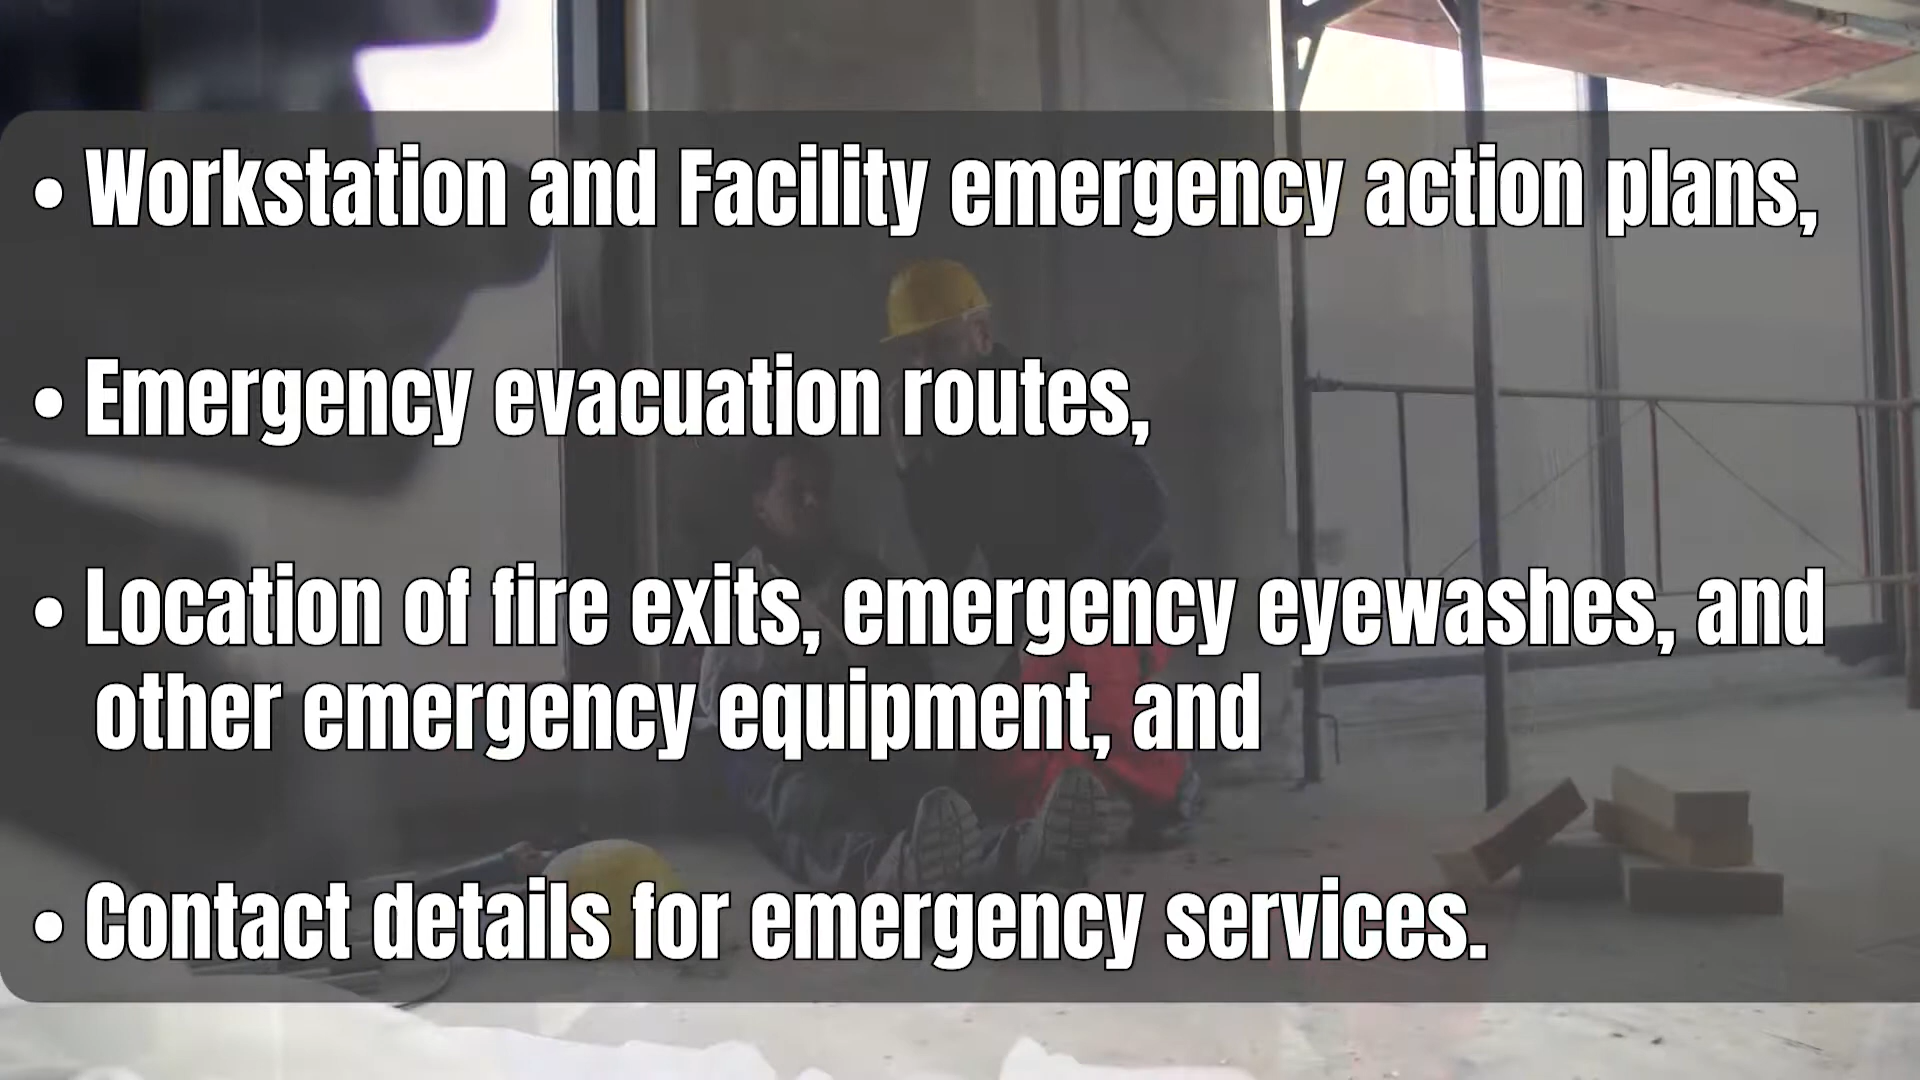 • Workstation and Facility emergency action plans,
• Emergency evacuation routes,
• Location of fire exits, emergency eyewashes, and
other emergency equipment, and
• Contact details for emergency services.